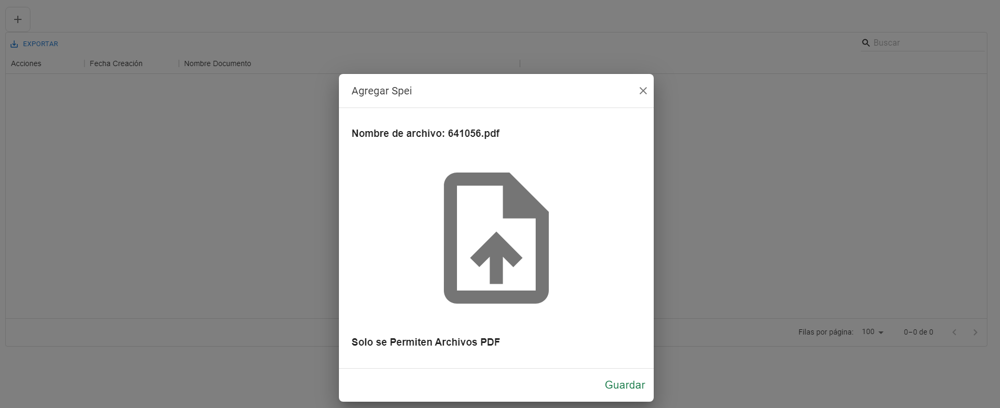 EXPORTAR
Buscar
Acciones
Fecha Creación
Nombre Documento
Agregar Spei
Nombre de archivo: 641056.pdf
Solo se Permiten Archivos PDF
Filas por página: 100 0–0 de 0
Guardar